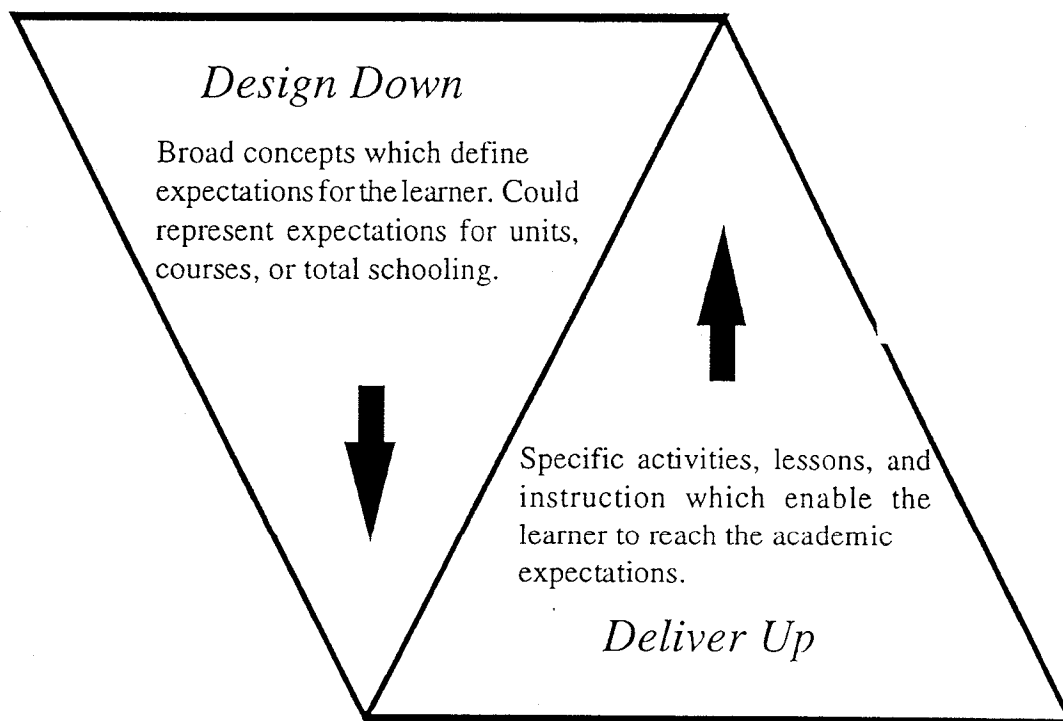 Design Down
Broad concepts which define
expectations for the learner. Could
represent expectations for units,
courses, or total schooling.
Specific activities, lessons, and
instruction which enable the
learner to reach the academic
expectations.
Deliver Up